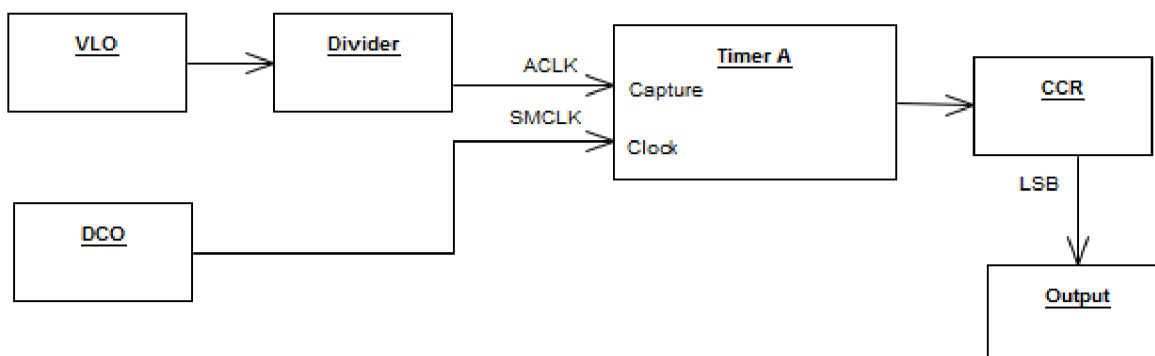 VLO
Divider
ACLK
SMCLK
Timer A
Capture
Clock
CCR
LSB
DCO
Output